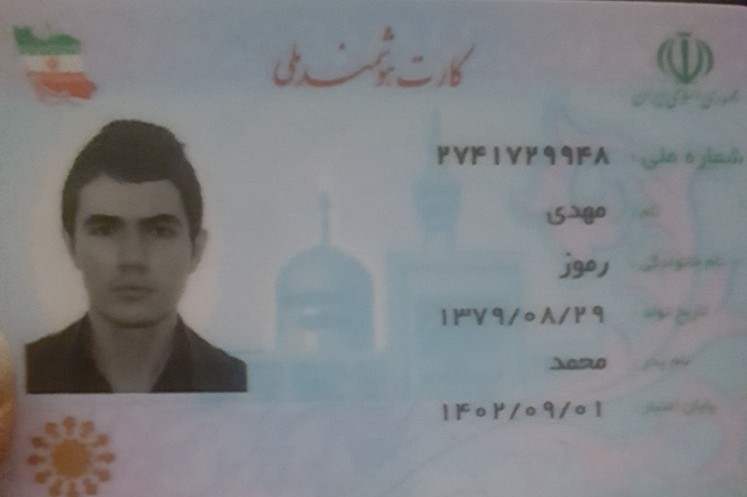 کارت هوشمند ملی
جمهوری اسلامی ایران
شماره ملی ۲۷۴۱۷۲۹۹۴۸
نام مهدی
نام خانوادگی رموز
تاریخ تولد ۱۳۷۹/۰۸/۲۹
نام پدر محمد
پایان اعتبار ۱۴۰۲/۰۹/۰۱